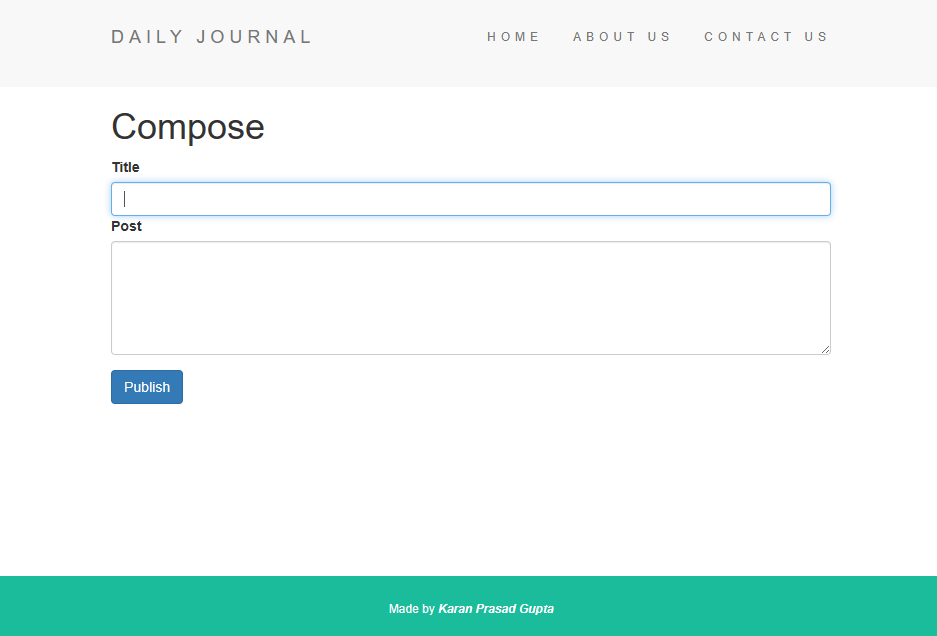 DAILY JOURNAL HOME ABOUT US CONTACT US
Compose
Title
Post
Publish
Made by Karan Prasad Gupta